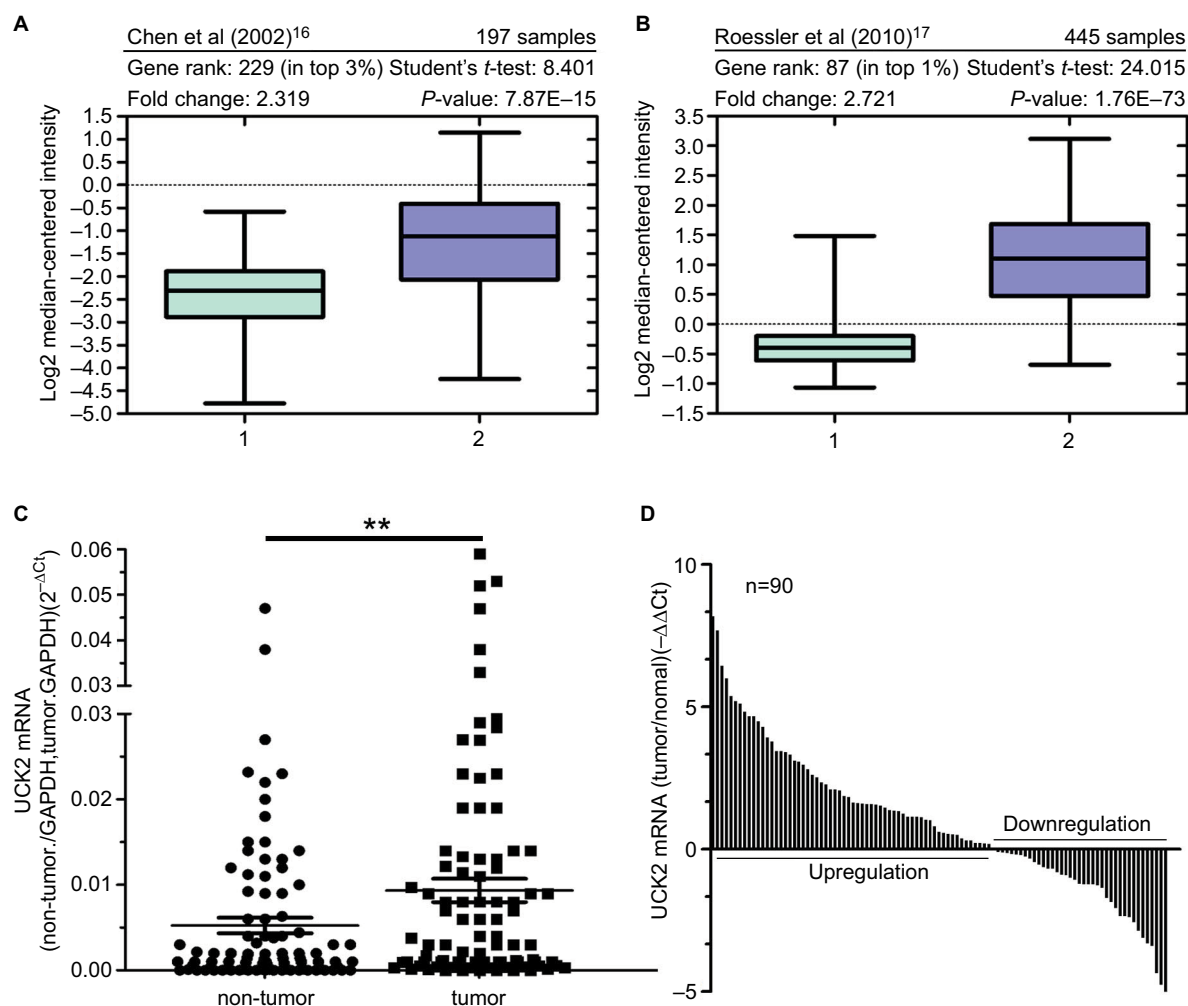 A
Chen et al (2002)16 197 samples
Gene rank: 229 (in top 3%) Student's t-test: 8.401
Fold change: 2.319 P-value: 7.87E–15
Log2 median-centered intensity
1.5
1.0
0.5
0.0
–0.5
–1.0
–1.5
–2.0
–2.5
–3.0
–3.5
–4.0
–4.5
–5.0
1 2
B
Roessler et al (2010)17 445 samples
Gene rank: 87 (in top 1%) Student's t-test: 24.015
Fold change: 2.721 P-value: 1.76E–73
Log2 median-centered intensity
3.5
3.0
2.5
2.0
1.5
1.0
0.5
0.0
–0.5
–1.0
–1.5
1 2
C
**
UCK2 mRNA
(non-tumor./GAPDH,tumor.GAPDH)(2–ΔCt)
0.06
0.05
0.04
0.03
0.03
0.02
0.01
0.00
non-tumor tumor
D
UCK2 mRNA (tumor/nomal)(–ΔΔCt)
10
n=90
5
Downregulation
0
Upregulation
–5